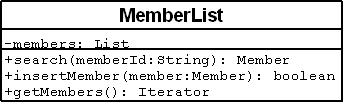 MemberList
-members: List
+search(memberId:String): Member
+insertMember(member:Member): boolean
+getMembers(): Iterator